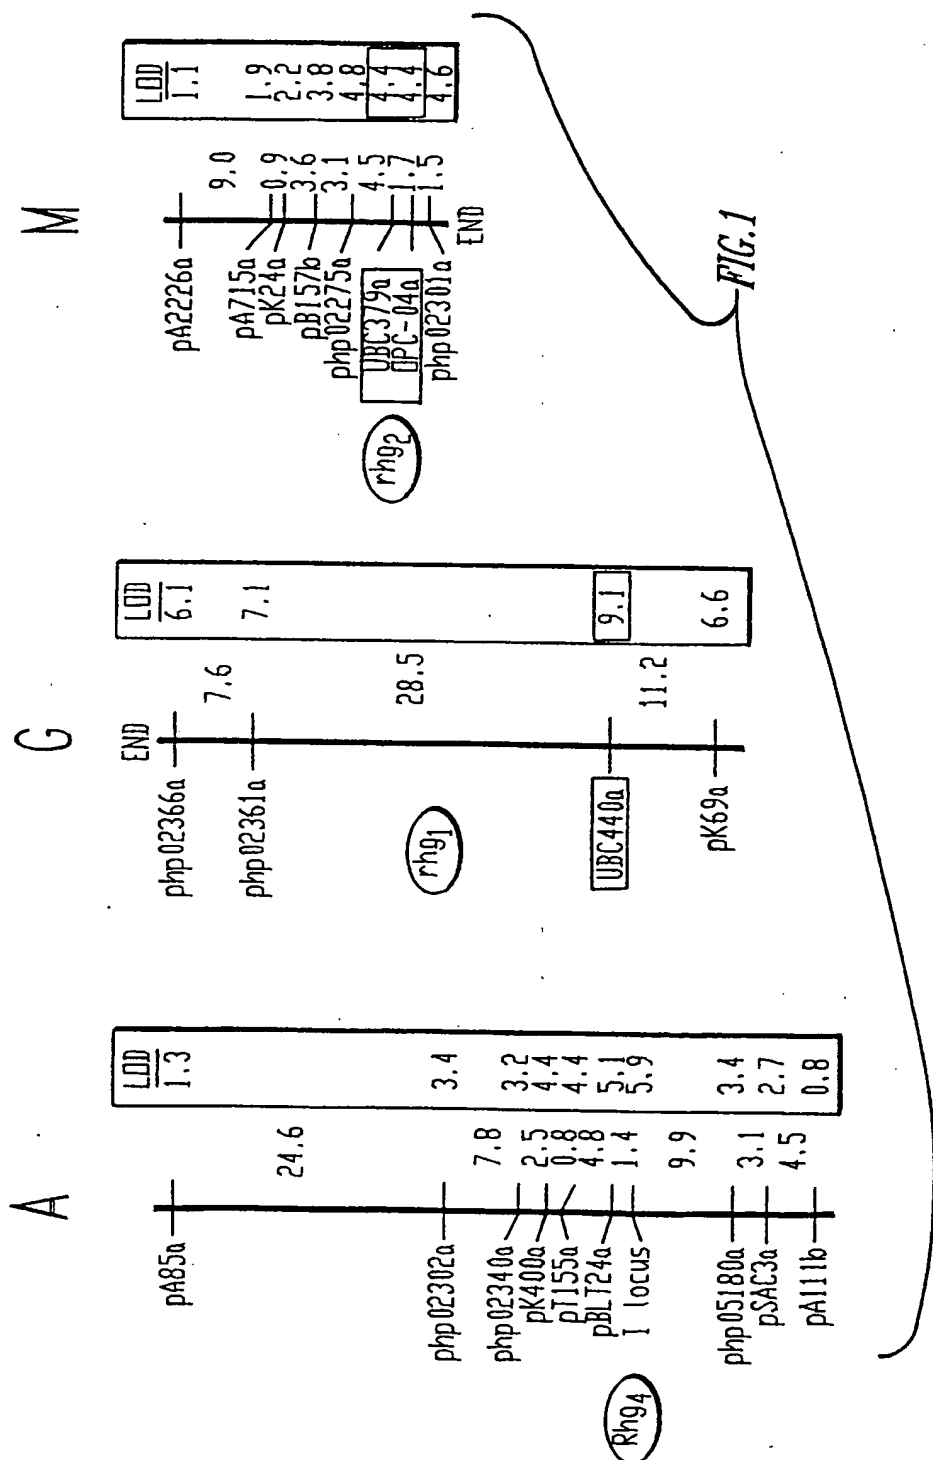 A
pA85a
24.6
php02302a
7.8
php02340a
2.5
pK400a
0.8
pT155a
4.8
pBLT24a
1.4
I locus
9.9
php05180a
3.1
pSAC3a
4.5
pA111b
Rhg4
LOD
1.3
3.4
3.2
4.4
4.4
5.1
5.9
3.4
2.7
0.8
G
END
php02366a
7.6
php02361a
28.5
UBC440a
11.2
pK69a
rhg1
LOD
6.1
7.1
9.1
6.6
M
pA2226a
9.0
pA715a
0.9
pK24a
3.6
pB157b
3.1
php02275a
4.5
UBC379a
1.7
OPC-04a
1.5
php02301a
END
rhg2
LOD
1.1
1.9
2.2
3.8
4.8
4.4
4.4
4.6
FIG.1